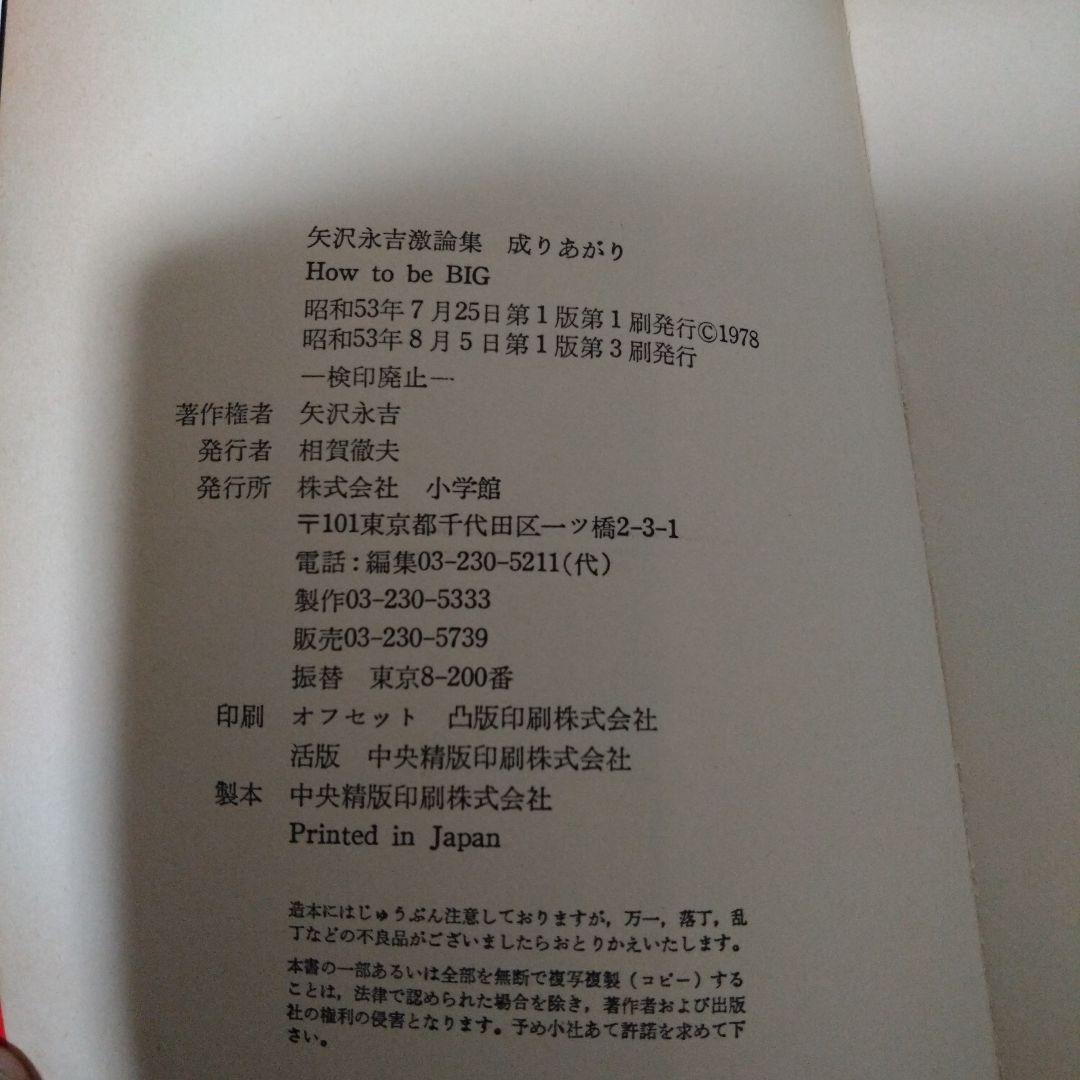 矢沢永吉激論集　成りあがり
How to be BIG
昭和53年7月25日第1版第1刷発行©1978
昭和53年8月5日第1版第3刷発行
―検印廃止―
著作権者　矢沢永吉
発行者　相賀徹夫
発行所　株式会社　小学館
〒101東京都千代田区一ツ橋2-3-1
電話：編集03-230-5211（代）
製作03-230-5333
販売03-230-5739
振替　東京8-200番
印刷　オフセット　凸版印刷株式会社
活版　中央精版印刷株式会社
製本　中央精版印刷株式会社
Printed in Japan
造本にはじゅうぶん注意しておりますが，万一，落丁，乱
丁などの不良品がございましたらおとりかえいたします。
本書の一部あるいは全部を無断で複写複製（コピー）する
ことは，法律で認められた場合を除き，著作者および出版
社の権利の侵害となります。予め小社あて許諾を求めて下
さい。